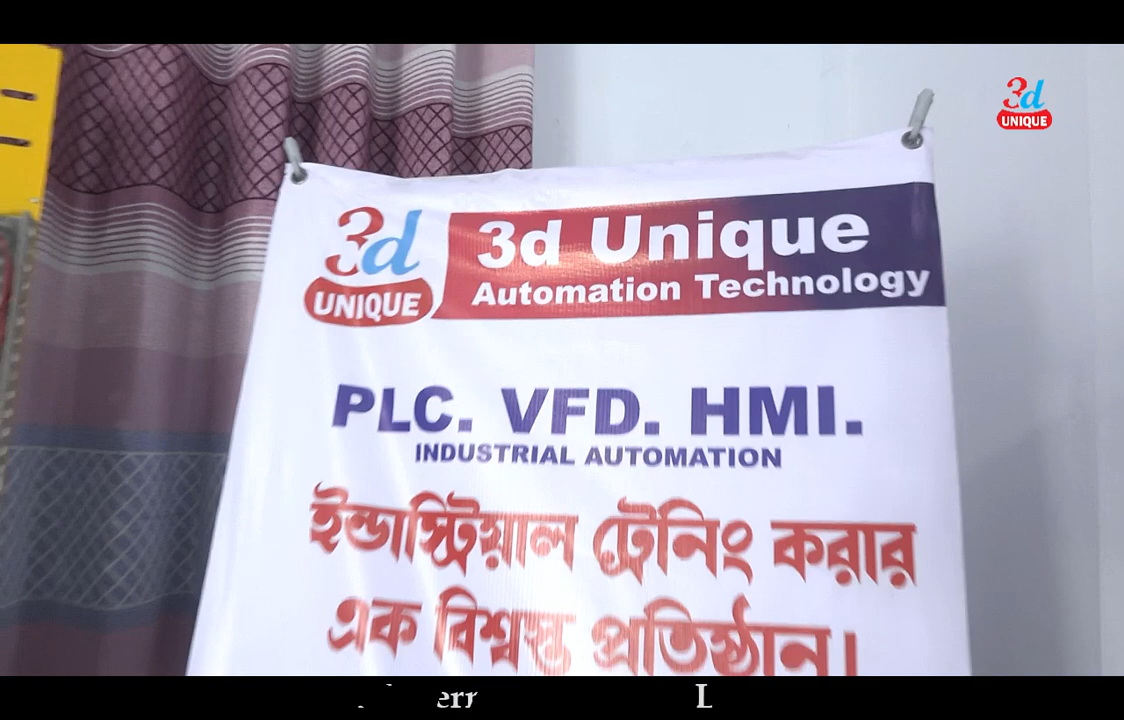 3d
UNIQUE
3d
UNIQUE
3d Unique
Automation Technology
PLC. VFD. HMI.
INDUSTRIAL AUTOMATION
ইন্ডাস্ট্রিয়াল ট্রেনিং করার
এক বিশ্বস্ত প্রতিষ্ঠান।